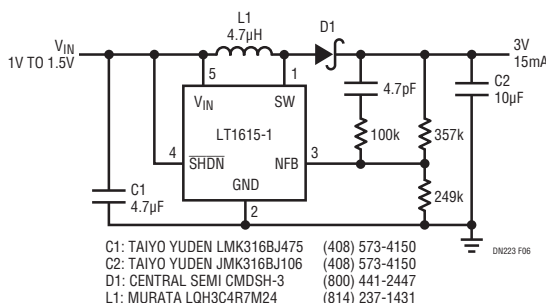 L1
4.7µH
D1
VIN
1V TO 1.5V
3V
15mA
5
1
VIN
SW
4.7pF
C2
10µF
LT1615-1
100k
357k
4
SHDN
NFB
3
GND
249k
C1
4.7µF
2
C1: TAIYO YUDEN LMK316BJ475 (408) 573-4150
C2: TAIYO YUDEN JMK316BJ106 (408) 573-4150
D1: CENTRAL SEMI CMDSH-3 (800) 441-2447
L1: MURATA LQH3C4R7M24 (814) 237-1431
DN223 F06